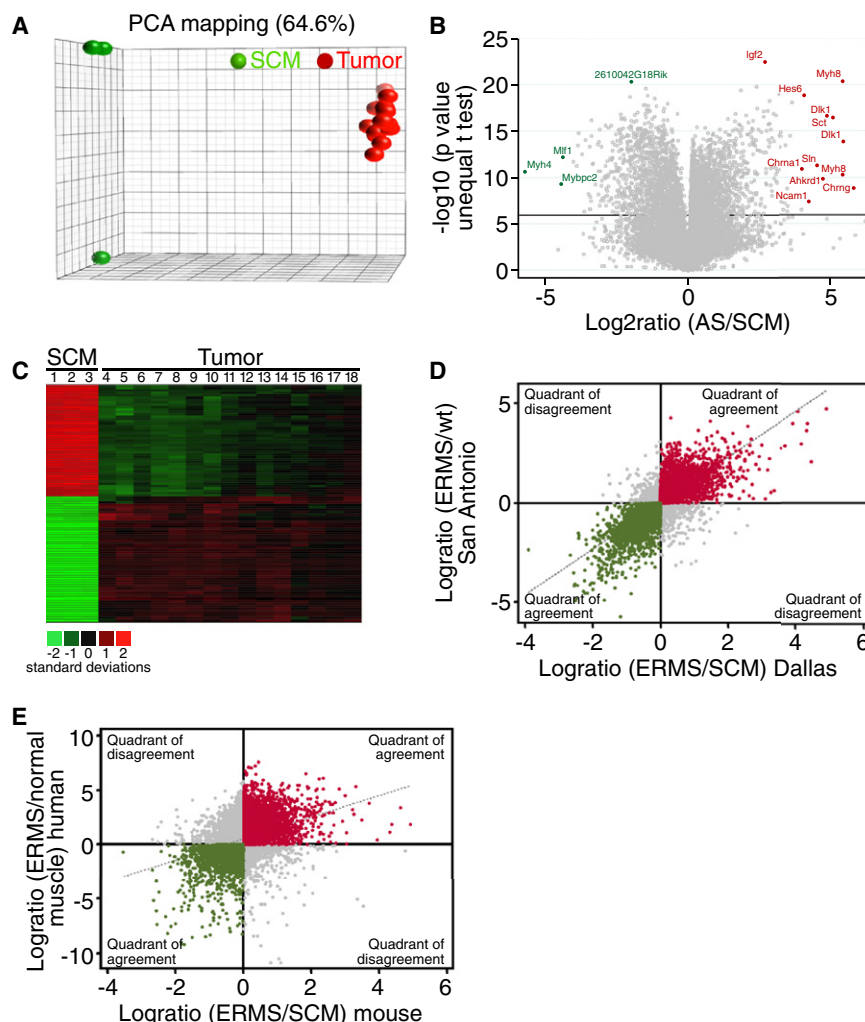 A
PCA mapping (64.6%)
SCM
Tumor
B
-log10 (p value
unequal t test)
25
20
15
10
5
0
-5
0
5
Log2ratio (AS/SCM)
Igf2
2610042G18Rik
Myh8
Hes6
Dlk1
Sct
Dlk1
Mlf1
Myh4
Mybpc2
Chrna1
Sln
Myh8
Ahkrd1
Chrng
Ncam1
C
SCM
Tumor
1 2 3 4 5 6 7 8 9 10 11 12 13 14 15 16 17 18
-2 -1 0 1 2
standard deviations
D
Logratio (ERMS/wt)
San Antonio
Quadrant of
disagreement
Quadrant of
agreement
5
0
-5
Quadrant of
agreement
Quadrant of
disagreement
-4 -2 0 2 4 6
Logratio (ERMS/SCM) Dallas
E
Logratio (ERMS/normal
muscle) human
10
5
0
-5
-10
Quadrant of
disagreement
Quadrant of
agreement
Quadrant of
agreement
Quadrant of
disagreement
-4 -2 0 2 4 6
Logratio (ERMS/SCM) mouse